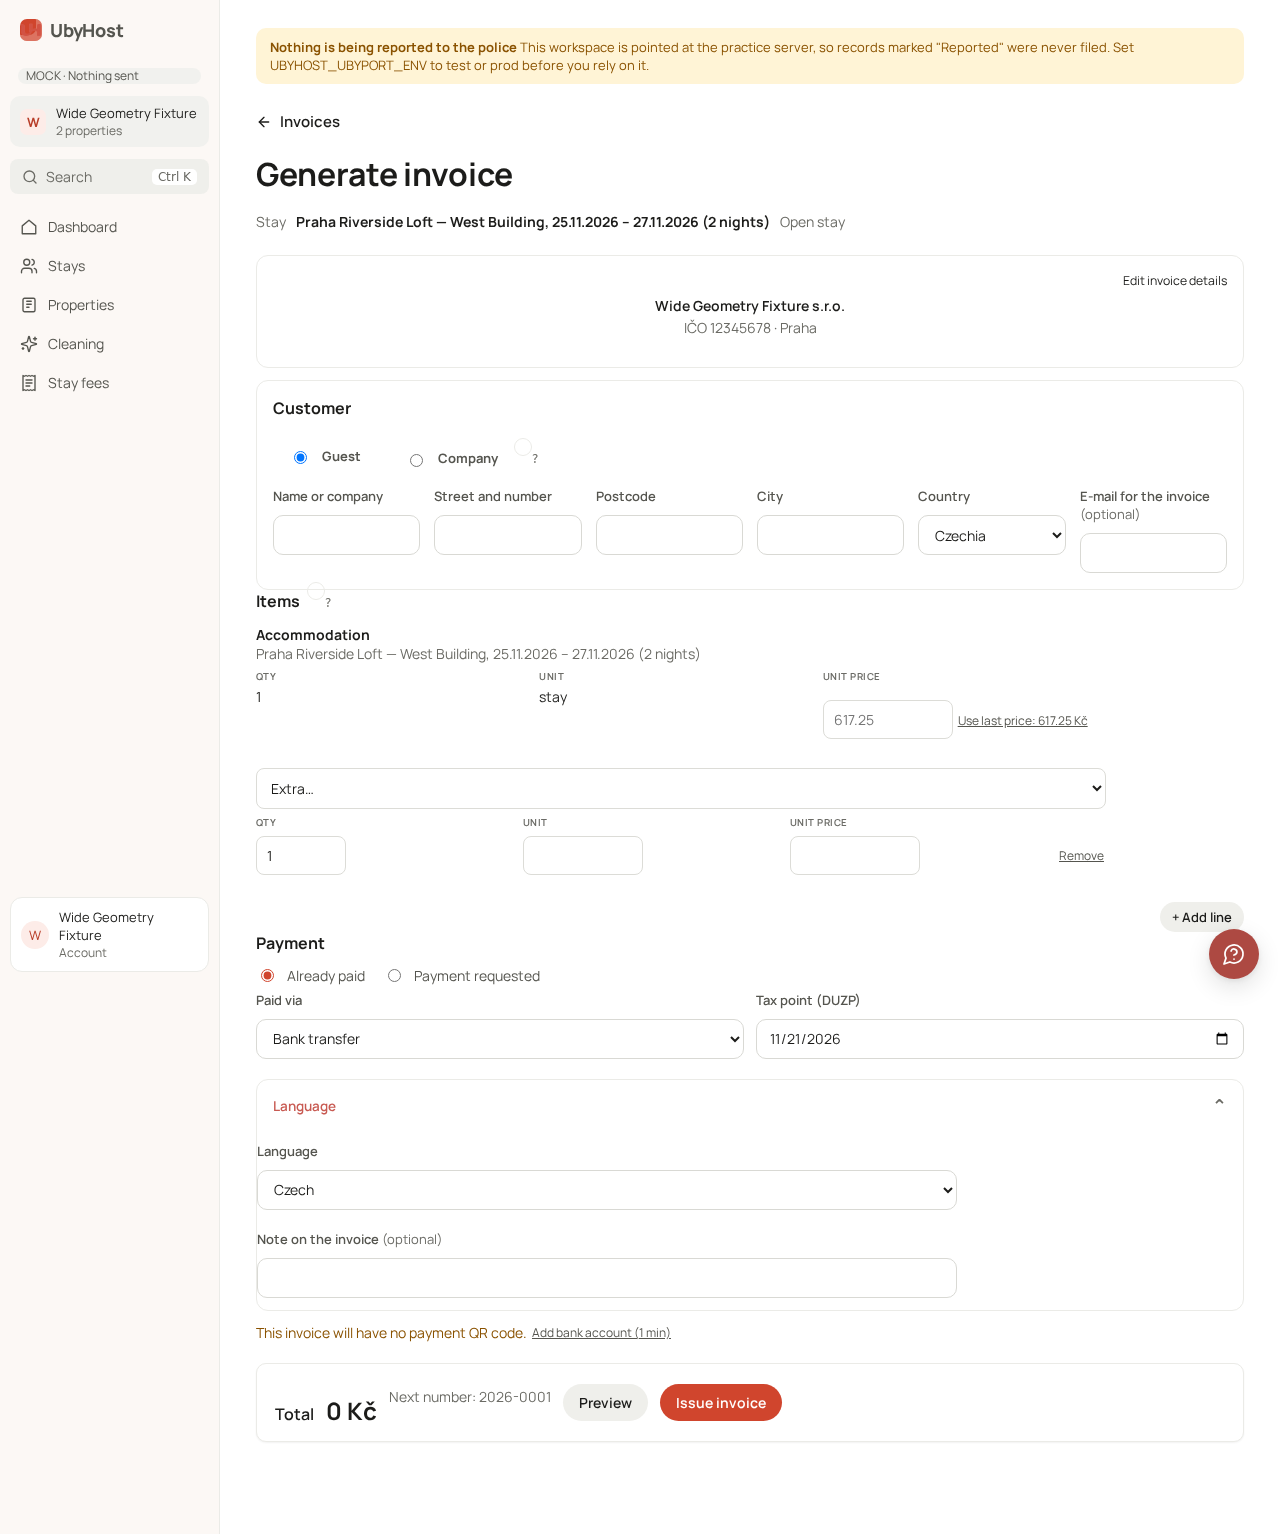 UbyHost
MOCK · Nothing sent
W
Wide Geometry Fixture
2 properties
Search
Ctrl K
Dashboard
Stays
Properties
Cleaning
Stay fees
W
Wide Geometry
Fixture
Account
Nothing is being reported to the police This workspace is pointed at the practice server, so records marked "Reported" were never filed. Set
UBYHOST_UBYPORT_ENV to test or prod before you rely on it.
← Invoices
Generate invoice
Stay Praha Riverside Loft — West Building, 25.11.2026 – 27.11.2026 (2 nights) Open stay
Edit invoice details
Wide Geometry Fixture s.r.o.
IČO 12345678 · Praha
Customer
Guest
Company
?
Name or company
Street and number
Postcode
City
Country
Czechia
E-mail for the invoice
(optional)
Items
?
Accommodation
Praha Riverside Loft — West Building, 25.11.2026 – 27.11.2026 (2 nights)
QTY
1
UNIT
stay
UNIT PRICE
617.25
Use last price: 617.25 Kč
Extra…
QTY
1
UNIT
UNIT PRICE
Remove
+ Add line
Payment
Already paid
Payment requested
Paid via
Bank transfer
Tax point (DUZP)
11/21/2026
Language
Language
Czech
Note on the invoice (optional)
This invoice will have no payment QR code. Add bank account (1 min)
Total 0 Kč
Next number: 2026-0001
Preview
Issue invoice